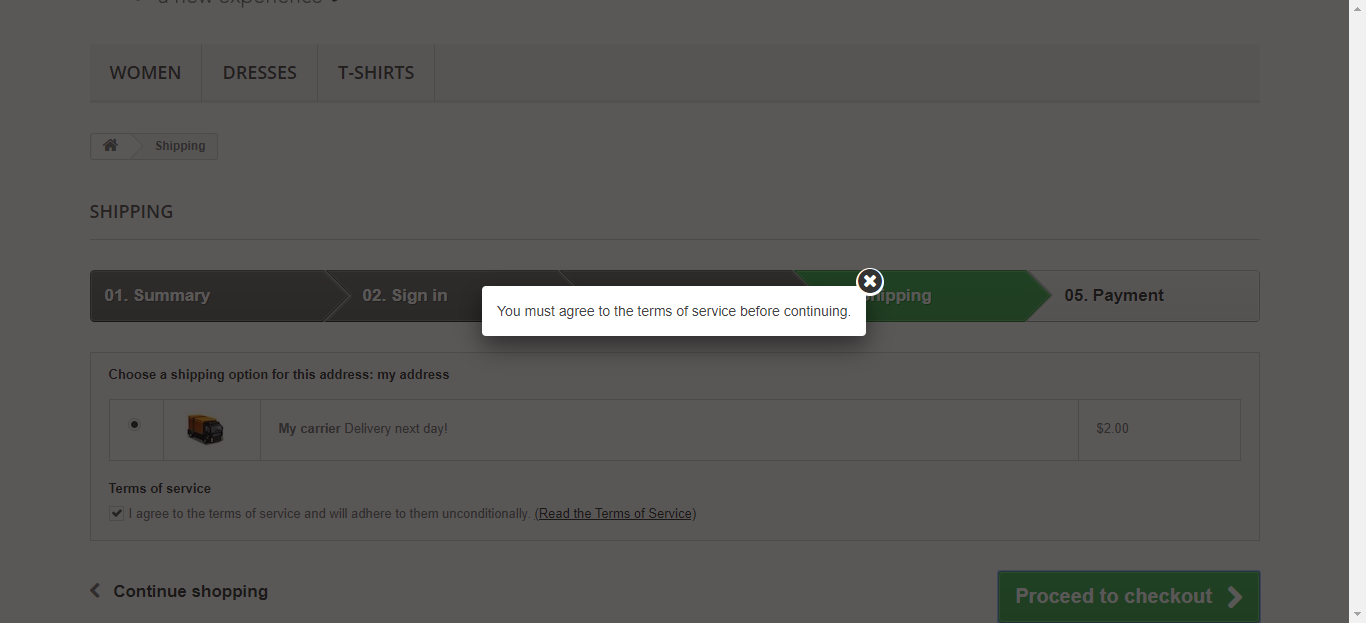 a new experience
WOMEN
DRESSES
T-SHIRTS
Shipping
SHIPPING
01. Summary
02. Sign in
05. Payment
You must agree to the terms of service before continuing.
Choose a shipping option for this address: my address
My carrier Delivery next day!
$2.00
Terms of service
I agree to the terms of service and will adhere to them unconditionally. (Read the Terms of Service)
Continue shopping
Proceed to checkout